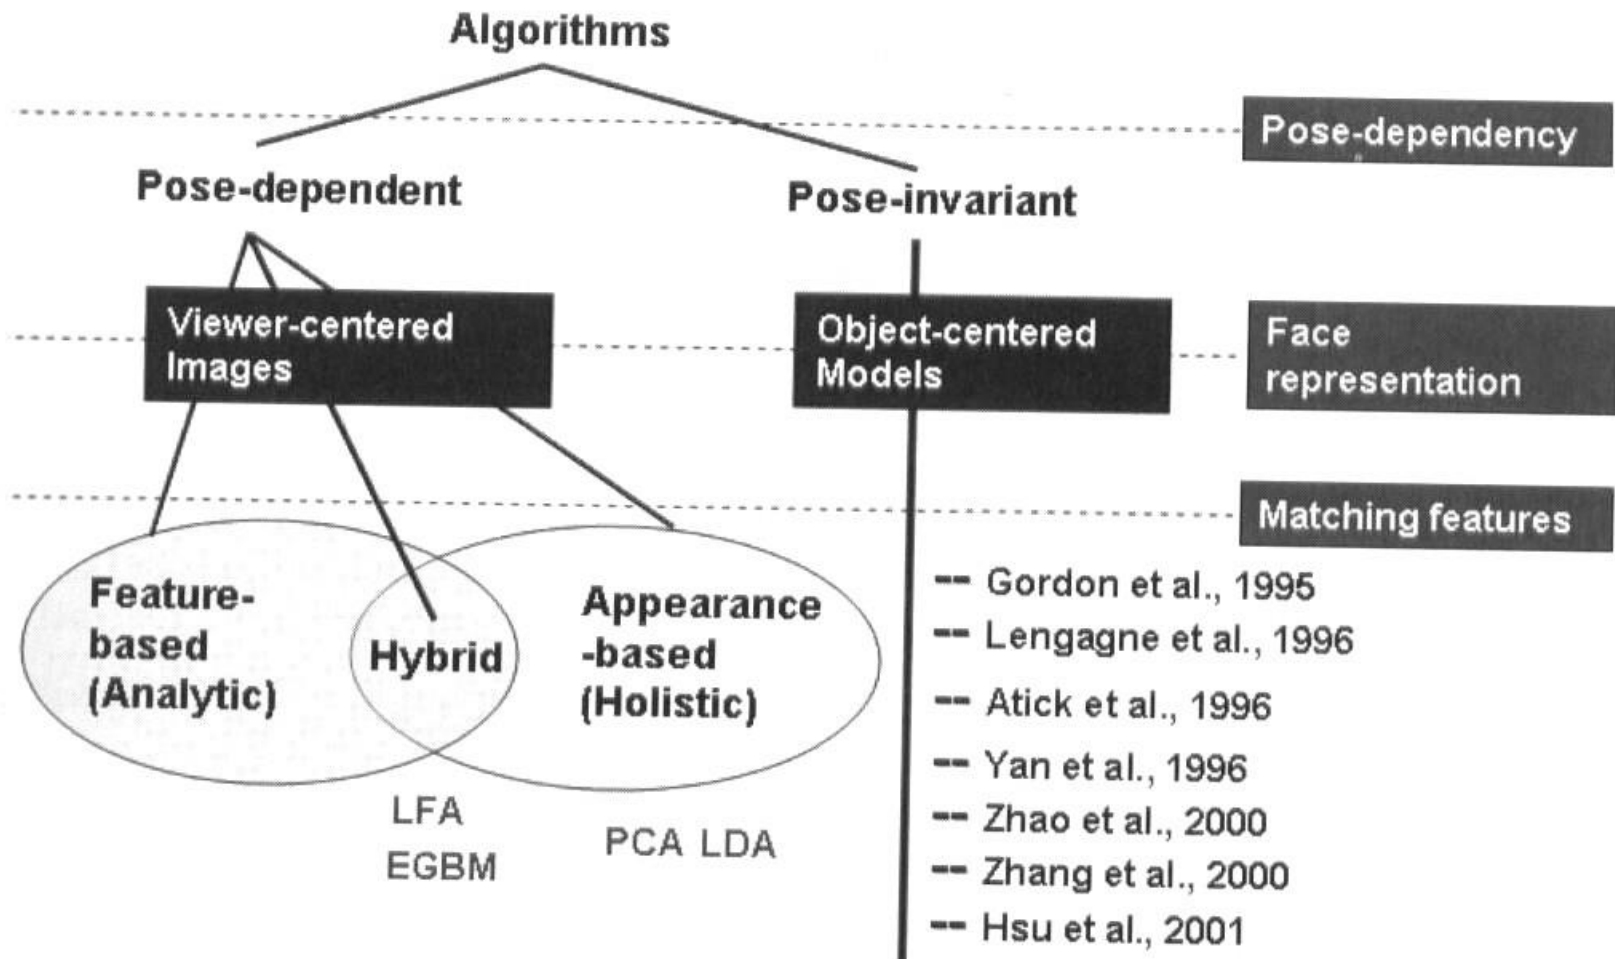 Algorithms
Pose-dependency
Pose-dependent
Pose-invariant
Viewer-centered
Images
Object-centered
Models
Face
representation
Matching features
Feature-
based
(Analytic)
Hybrid
Appearance
-based
(Holistic)
LFA
EGBM
PCA LDA
-- Gordon et al., 1995
-- Lengagne et al., 1996
-- Atick et al., 1996
-- Yan et al., 1996
-- Zhao et al., 2000
-- Zhang et al., 2000
-- Hsu et al., 2001